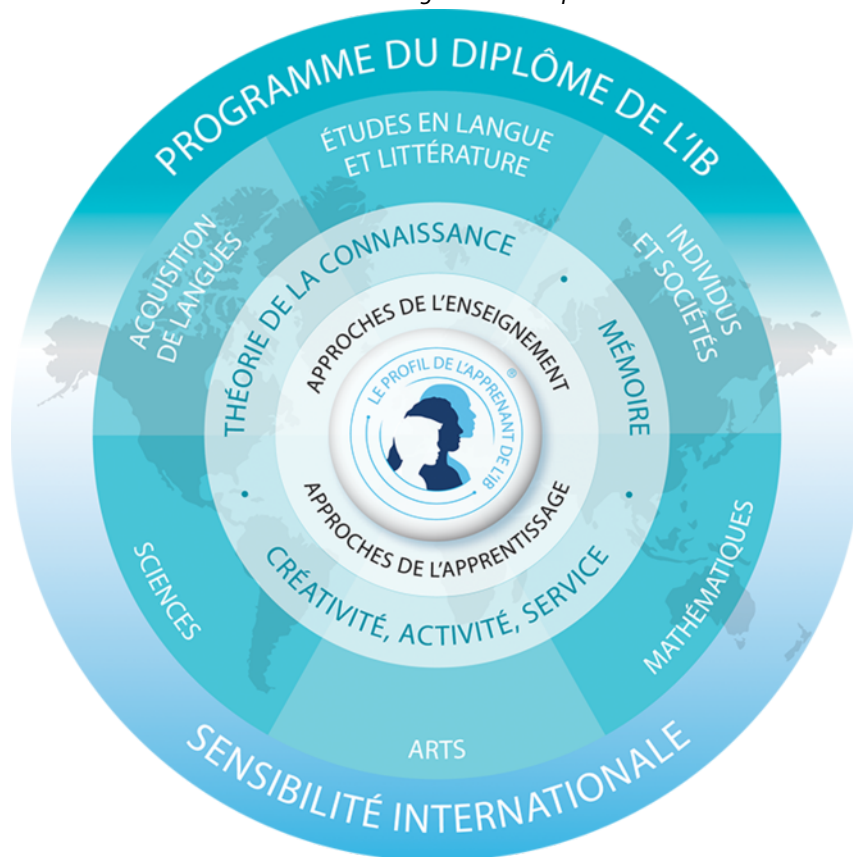 PROGRAMME DU DIPLÔME DE L'IB
ÉTUDES EN LANGUE
ET LITTÉRATURE
ACQUISITION
DE LANGUES
INDIVIDUS
ET SOCIÉTÉS
THÉORIE DE LA CONNAISSANCE
MÉMOIRE
APPROCHES DE L'ENSEIGNEMENT
LE PROFIL DE L'APPRENANT DE L'IB
®
APPROCHES DE L'APPRENTISSAGE
CRÉATIVITÉ, ACTIVITÉ, SERVICE
SCIENCES
MATHÉMATIQUES
ARTS
SENSIBILITÉ INTERNATIONALE